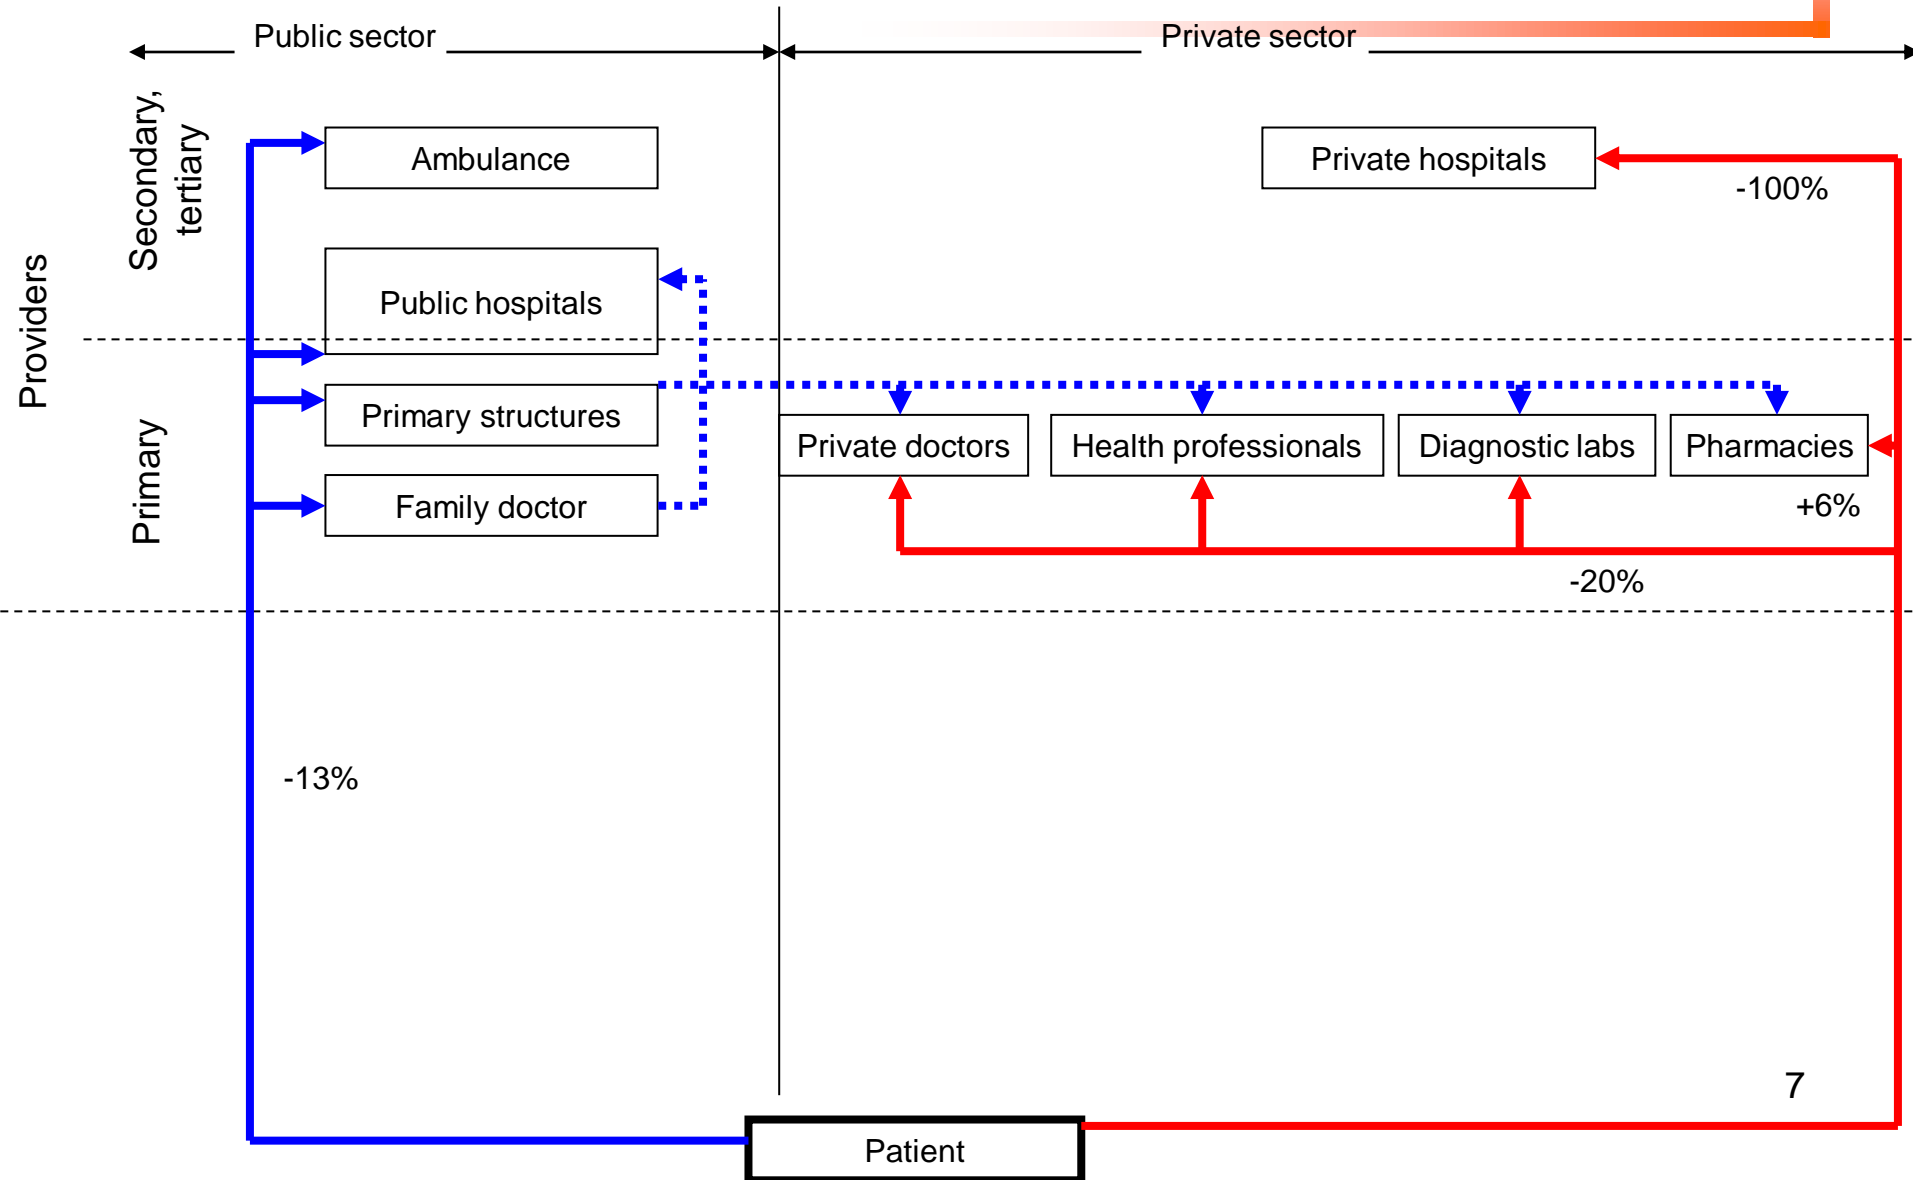 Public sector
Private sector
Secondary,
tertiary
Ambulance
Private hospitals
-100%
Providers
Public hospitals
Primary
Primary structures
Private doctors
Health professionals
Diagnostic labs
Pharmacies
Family doctor
+6%
-20%
-13%
7
Patient